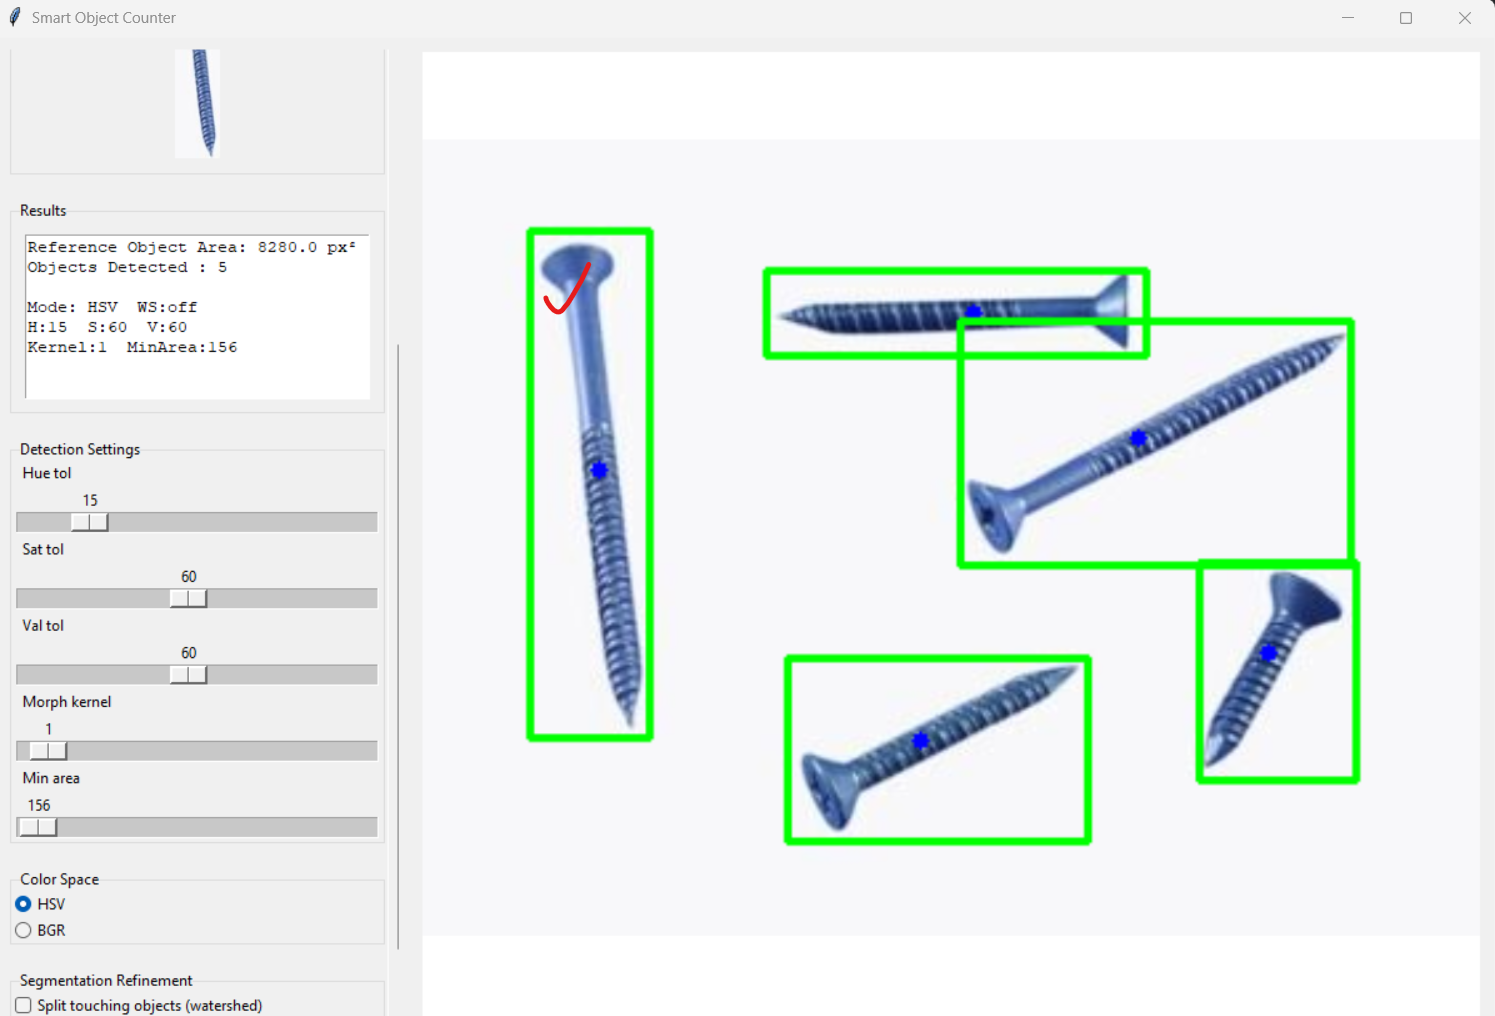 Smart Object Counter
Results
Reference Object Area: 8280.0 px²
Objects Detected : 5
Mode: HSV  WS:off
H:15  S:60  V:60
Kernel:1  MinArea:156
Detection Settings
Hue tol
15
Sat tol
60
Val tol
60
Morph kernel
1
Min area
156
Color Space
HSV
BGR
Segmentation Refinement
Split touching objects (watershed)